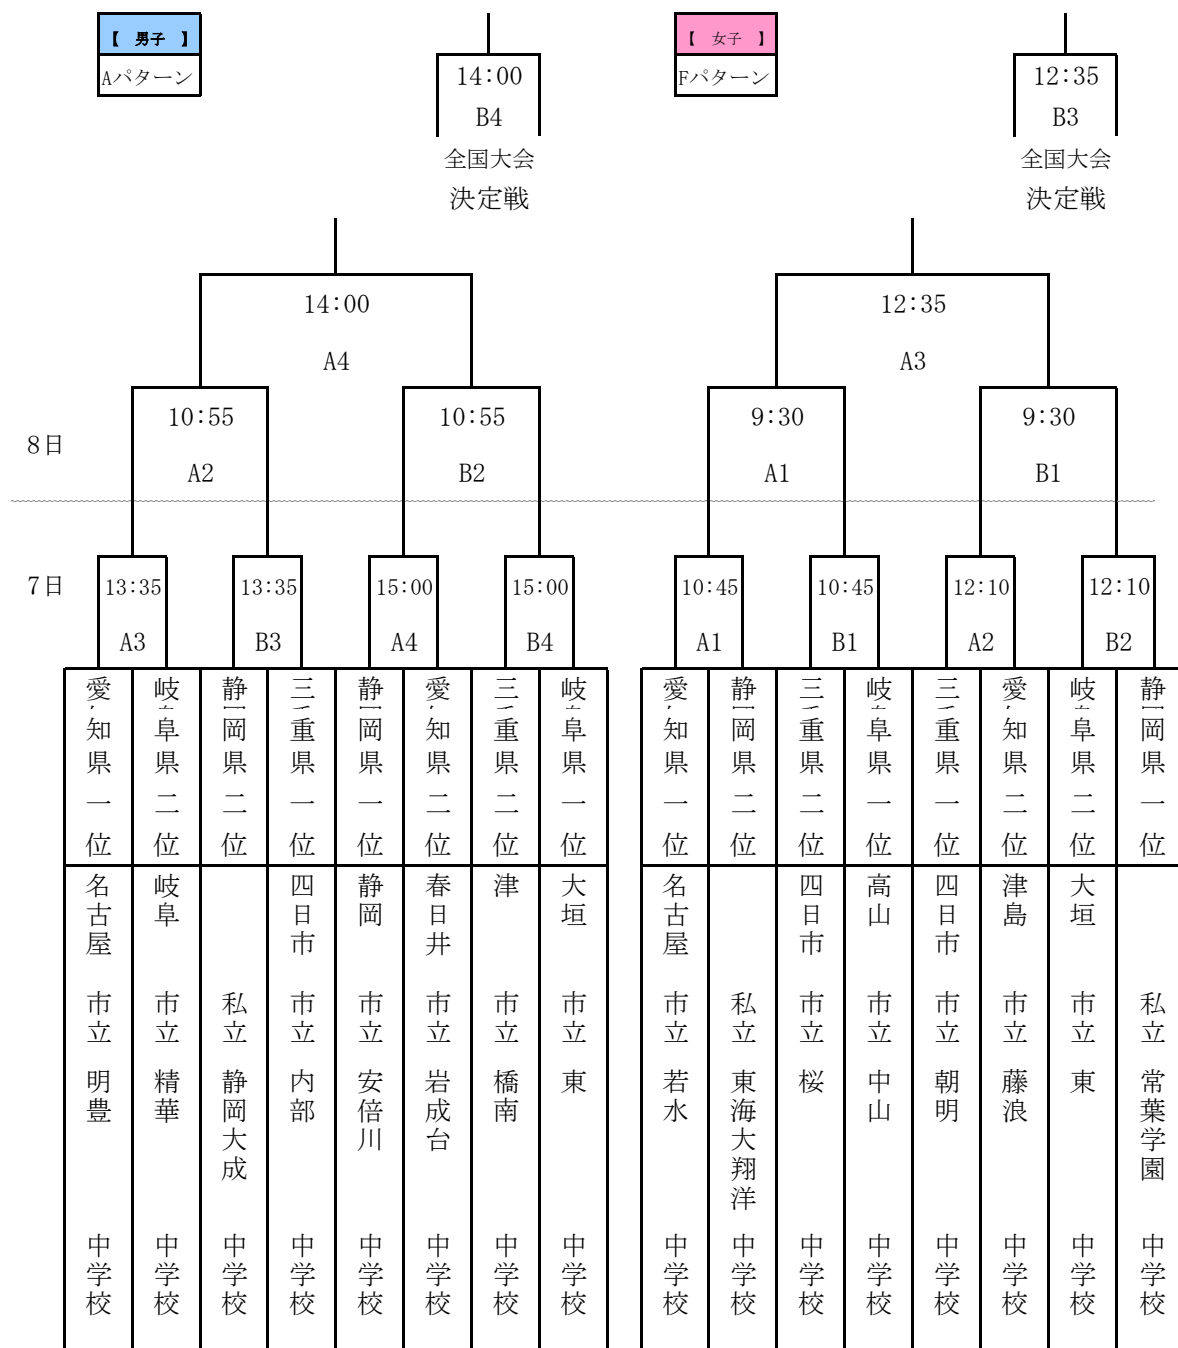 【 男子 】
Aパターン
14:00
B4
全国大会
決定戦
14:00
A4
10:55
A2
10:55
B2
8日
7日
13:35
A3
13:35
B3
15:00
A4
15:00
B4
愛知県一位
名古屋市立明豊中学校
岐阜県二位
岐阜市立精華中学校
静岡県二位
私立静岡大成中学校
三重県一位
四日市市立内部中学校
静岡県一位
静岡市立安倍川中学校
愛知県二位
春日井市立岩成台中学校
三重県二位
津市立橋南中学校
岐阜県一位
大垣市立東中学校
【 女子 】
Fパターン
12:35
B3
全国大会
決定戦
12:35
A3
9:30
A1
9:30
B1
10:45
A1
10:45
B1
12:10
A2
12:10
B2
愛知県一位
名古屋市立若水中学校
静岡県二位
私立東海大翔洋中学校
三重県二位
四日市市立桜中学校
岐阜県一位
高山市立中山中学校
三重県一位
四日市市立朝明中学校
愛知県二位
津島市立藤浪中学校
岐阜県二位
大垣市立東中学校
静岡県一位
私立常葉学園中学校